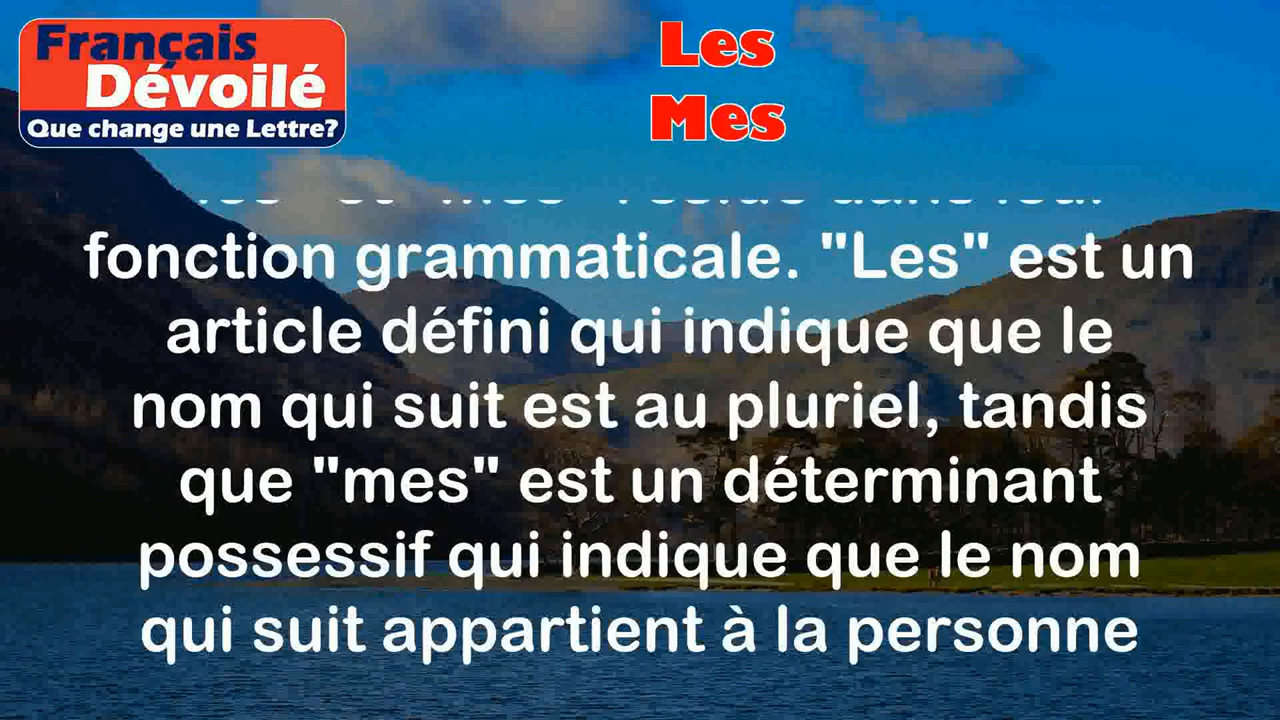 Français
Dévoilé
Que change une Lettre?
Les
Mes
fonction grammaticale. "Les" est un
article défini qui indique que le
nom qui suit est au pluriel, tandis
que "mes" est un déterminant
possessif qui indique que le nom
qui suit appartient à la personne